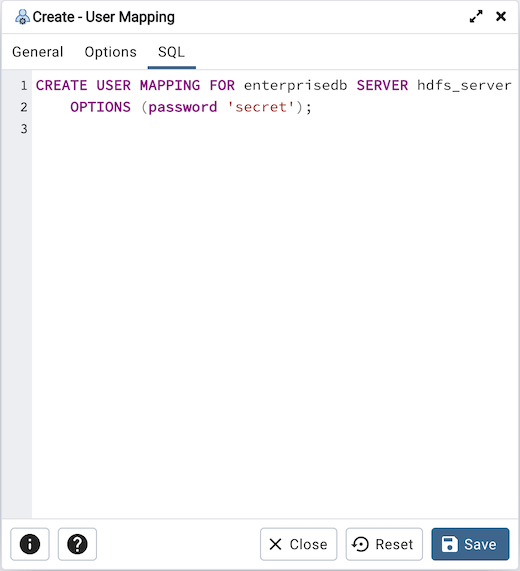 Create - User Mapping
General Options SQL
1 CREATE USER MAPPING FOR enterprisedb SERVER hdfs_server
2 OPTIONS (password 'secret');
3
Close Reset Save